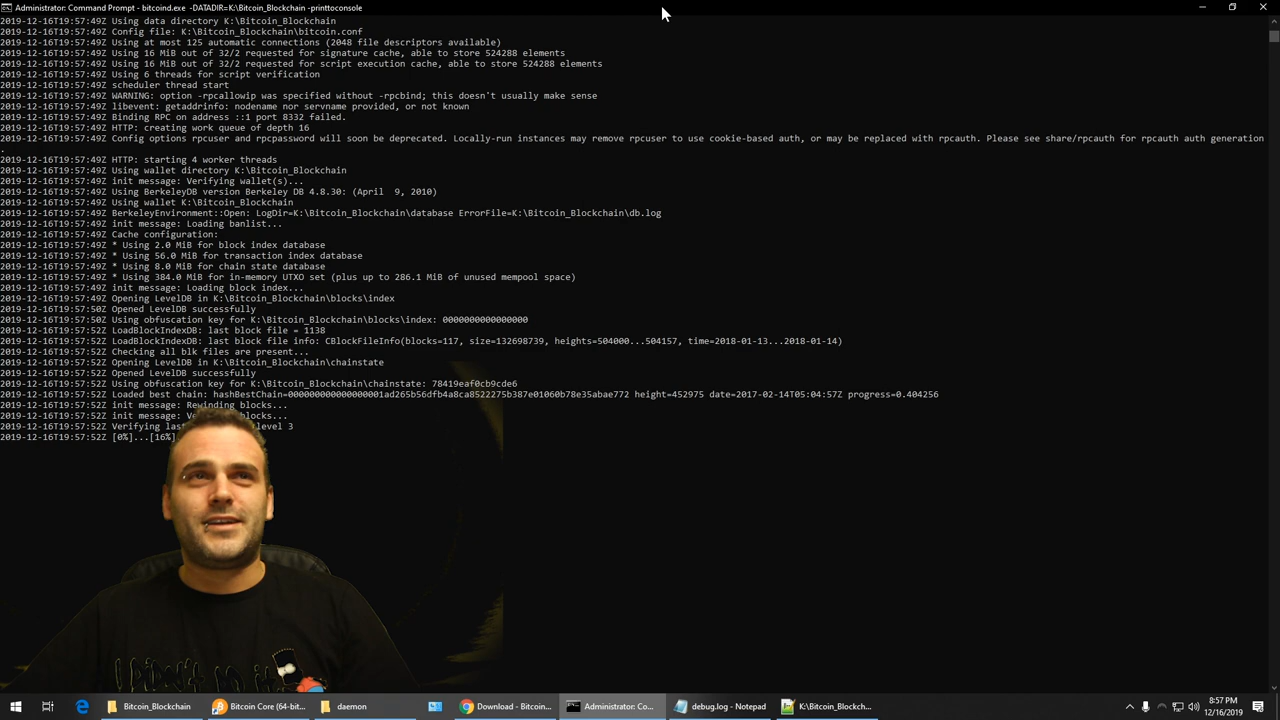 Administrator: Command Prompt - bitcoind.exe  -DATADIR=K:\Bitcoin_Blockchain -printtoconsole
2019-12-16T19:57:49Z Using data directory K:\Bitcoin_Blockchain
2019-12-16T19:57:49Z Config file: K:\Bitcoin_Blockchain\bitcoin.conf
2019-12-16T19:57:49Z Using at most 125 automatic connections (2048 file descriptors available)
2019-12-16T19:57:49Z Using 16 MiB out of 32/2 requested for signature cache, able to store 524288 elements
2019-12-16T19:57:49Z Using 16 MiB out of 32/2 requested for script execution cache, able to store 524288 elements
2019-12-16T19:57:49Z Using 6 threads for script verification
2019-12-16T19:57:49Z scheduler thread start
2019-12-16T19:57:49Z WARNING: option -rpcallowip was specified without -rpcbind; this doesn't usually make sense
2019-12-16T19:57:49Z libevent: getaddrinfo: nodename nor servname provided, or not known
2019-12-16T19:57:49Z Binding RPC on address ::1 port 8332 failed.
2019-12-16T19:57:49Z HTTP: creating work queue of depth 16
2019-12-16T19:57:49Z Config options rpcuser and rpcpassword will soon be deprecated. Locally-run instances may remove rpcuser to use cookie-based auth, or may be replaced with rpcauth. Please see share/rpcauth for rpcauth auth generation
.
2019-12-16T19:57:49Z HTTP: starting 4 worker threads
2019-12-16T19:57:49Z Using wallet directory K:\Bitcoin_Blockchain
2019-12-16T19:57:49Z init message: Verifying wallet(s)...
2019-12-16T19:57:49Z Using BerkeleyDB version Berkeley DB 4.8.30: (April  9, 2010)
2019-12-16T19:57:49Z Using wallet K:\Bitcoin_Blockchain
2019-12-16T19:57:49Z BerkeleyEnvironment::Open: LogDir=K:\Bitcoin_Blockchain\database ErrorFile=K:\Bitcoin_Blockchain\db.log
2019-12-16T19:57:49Z init message: Loading banlist...
2019-12-16T19:57:49Z Cache configuration:
2019-12-16T19:57:49Z * Using 2.0 MiB for block index database
2019-12-16T19:57:49Z * Using 56.0 MiB for transaction index database
2019-12-16T19:57:49Z * Using 8.0 MiB for chain state database
2019-12-16T19:57:49Z * Using 384.0 MiB for in-memory UTXO set (plus up to 286.1 MiB of unused mempool space)
2019-12-16T19:57:49Z init message: Loading block index...
2019-12-16T19:57:49Z Opening LevelDB in K:\Bitcoin_Blockchain\blocks\index
2019-12-16T19:57:50Z Opened LevelDB successfully
2019-12-16T19:57:50Z Using obfuscation key for K:\Bitcoin_Blockchain\blocks\index: 0000000000000000
2019-12-16T19:57:52Z LoadBlockIndexDB: last block file = 1138
2019-12-16T19:57:52Z LoadBlockIndexDB: last block file info: CBlockFileInfo(blocks=117, size=132698739, heights=504000...504157, time=2018-01-13...2018-01-14)
2019-12-16T19:57:52Z Checking all blk files are present...
2019-12-16T19:57:52Z Opening LevelDB in K:\Bitcoin_Blockchain\chainstate
2019-12-16T19:57:52Z Opened LevelDB successfully
2019-12-16T19:57:52Z Using obfuscation key for K:\Bitcoin_Blockchain\chainstate: 78419eaf0cb9cde6
2019-12-16T19:57:52Z Loaded best chain: hashBestChain=000000000000000001ad265b56dfb4a8ca8522275b387e01060b78e35abae772 height=452975 date=2017-02-14T05:04:57Z progress=0.404256
2019-12-16T19:57:52Z init message: Rewinding blocks...
2019-12-16T19:57:52Z init message: blocks...
2019-12-16T19:57:52Z Verifying level 3
2019-12-16T19:57:52Z [0%]...[16%]
Bitcoin_Blockchain
Bitcoin Core (64-bit...
daemon
Download - Bitcoin...
Administrator: Co...
debug.log - Notepad
K:\Bitcoin_Blockch...
8:57 PM
12/16/2019